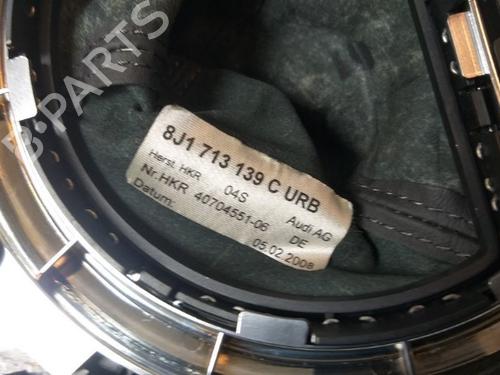 B-PARTS
8J1 713 139 C URB
Herst. HKR 04S Audi AG
Nr. HKR 40704551-06 DE
Datum: 05.02.2008